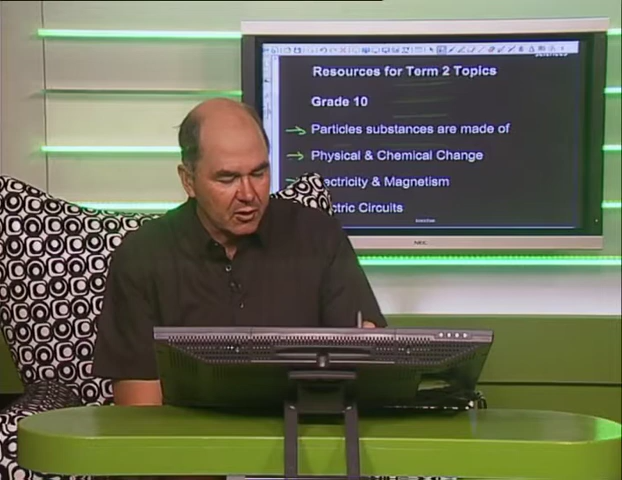 Resources for Term 2 Topics
Grade 10
Particles substances are made of
Physical & Chemical Change
ectricity & Magnetism
ctric Circuits
NEC